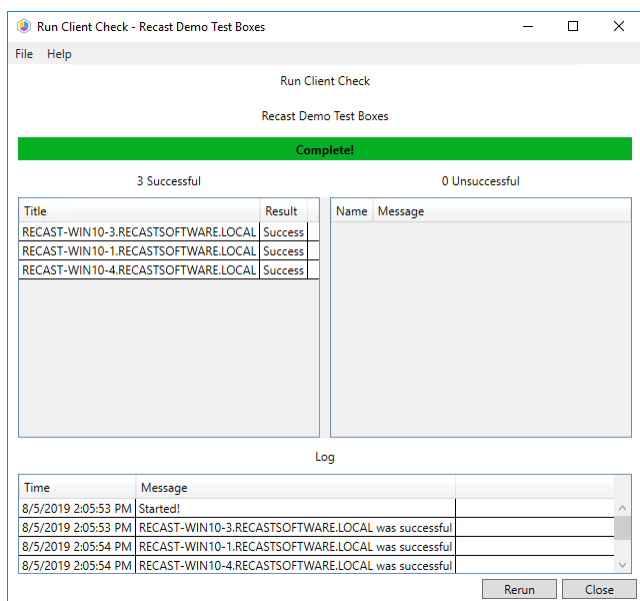 Run Client Check - Recast Demo Test Boxes
File Help
Run Client Check
Recast Demo Test Boxes
Complete!
3 Successful 0 Unsuccessful
Title Result Name Message
RECAST-WIN10-3.RECASTSOFTWARE.LOCAL Success
RECAST-WIN10-1.RECASTSOFTWARE.LOCAL Success
RECAST-WIN10-4.RECASTSOFTWARE.LOCAL Success
Log
Time Message
8/5/2019 2:05:53 PM Started!
8/5/2019 2:05:53 PM RECAST-WIN10-3.RECASTSOFTWARE.LOCAL was successful
8/5/2019 2:05:54 PM RECAST-WIN10-1.RECASTSOFTWARE.LOCAL was successful
8/5/2019 2:05:54 PM RECAST-WIN10-4.RECASTSOFTWARE.LOCAL was successful
Rerun Close